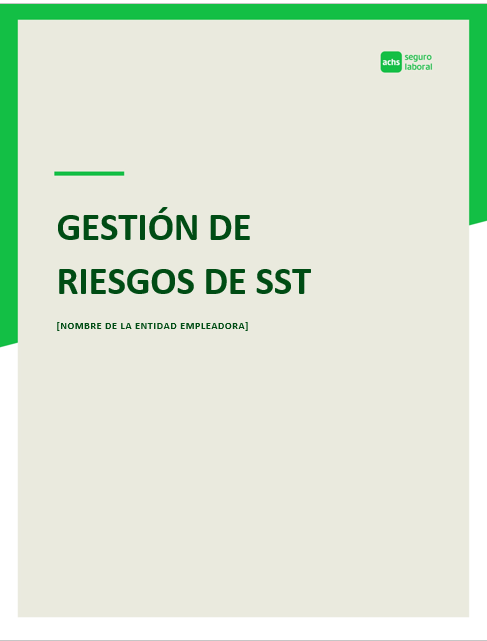 achs
seguro
laboral
GESTIÓN DE
RIESGOS DE SST
[NOMBRE DE LA ENTIDAD EMPLEADORA]